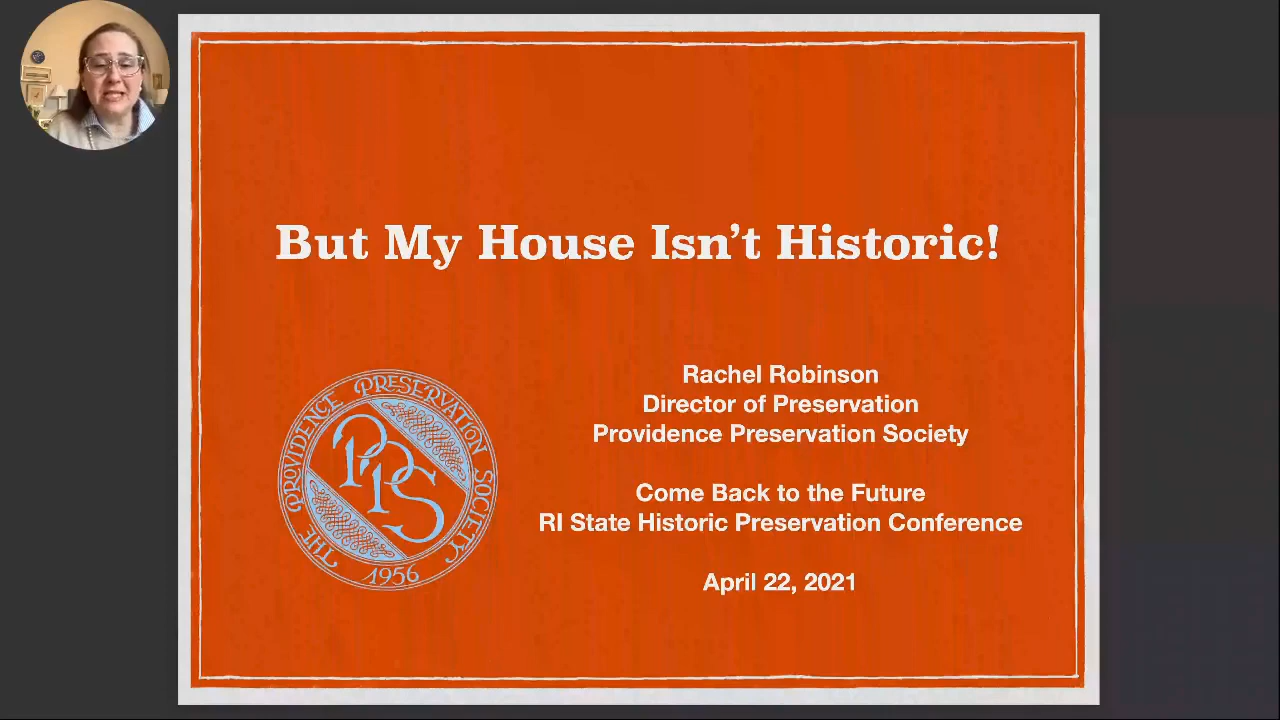 But My House Isn’t Historic!
Rachel Robinson
Director of Preservation
Providence Preservation Society
Come Back to the Future
RI State Historic Preservation Conference
April 22, 2021
THE PROVIDENCE PRESERVATION SOCIETY
PPS
1956